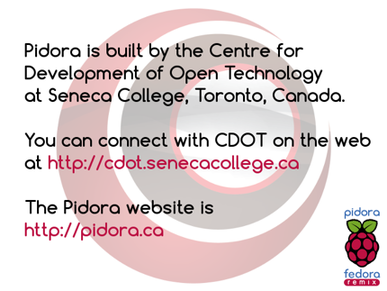 Pidora is built by the Centre for
Development of Open Technology
at Seneca College, Toronto, Canada.
You can connect with CDOT on the web
at http://cdot.senecacollege.ca
The Pidora website is
http://pidora.ca
pidora
fedora
remix